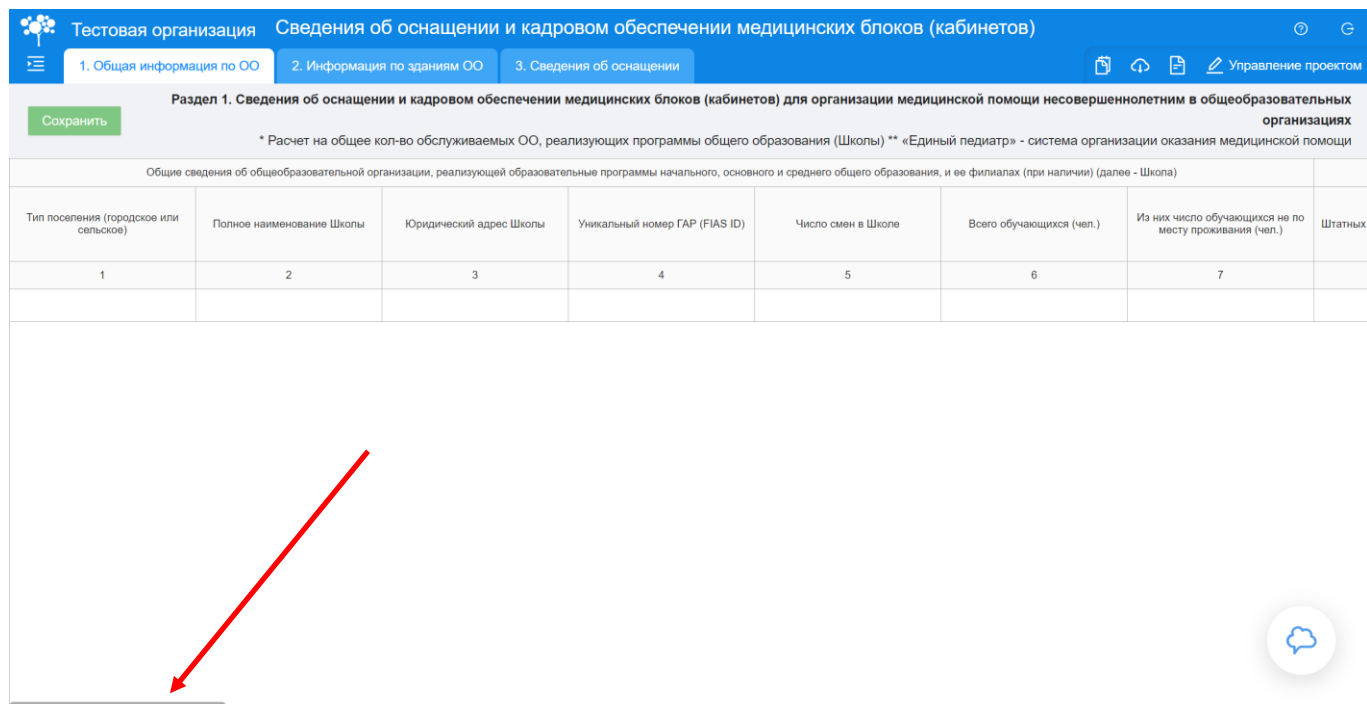 Тестовая организация Сведения об оснащении и кадровом обеспечении медицинских блоков (кабинетов)
1. Общая информация по ОО 2. Информация по зданиям ОО 3. Сведения об оснащении Управление проектом
Сохранить
Раздел 1. Сведения об оснащении и кадровом обеспечении медицинских блоков (кабинетов) для организации медицинской помощи несовершеннолетним в общеобразовательных
организациях
* Расчет на общее кол-во обслуживаемых ОО, реализующих программы общего образования (Школы) ** «Единый педиатр» - система организации оказания медицинской помощи
Общие сведения об общеобразовательной организации, реализующей образовательные программы начального, основного и среднего общего образования, и ее филиалах (при наличии) (далее - Школа)
Тип поселения (городское или
сельское)
Полное наименование Школы
Юридический адрес Школы
Уникальный номер ГАР (FIAS ID)
Число смен в Школе
Всего обучающихся (чел.)
Из них число обучающихся не по
месту проживания (чел.)
Штатных
1 2 3 4 5 6 7